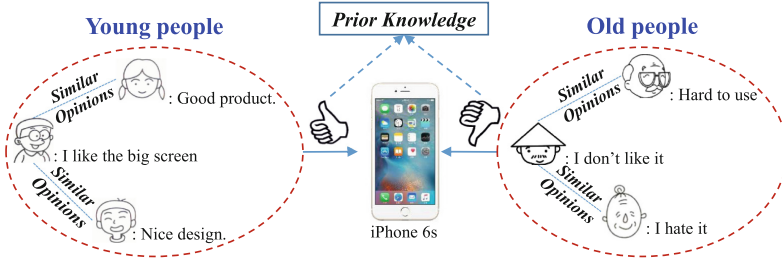 Young people
Prior Knowledge
Old people
Similar
Opinions
: Good product.
: I like the big screen
Similar
Opinions
: Nice design.
iPhone 6s
Similar
Opinions
: Hard to use
: I don't like it
Similar
Opinions
: I hate it